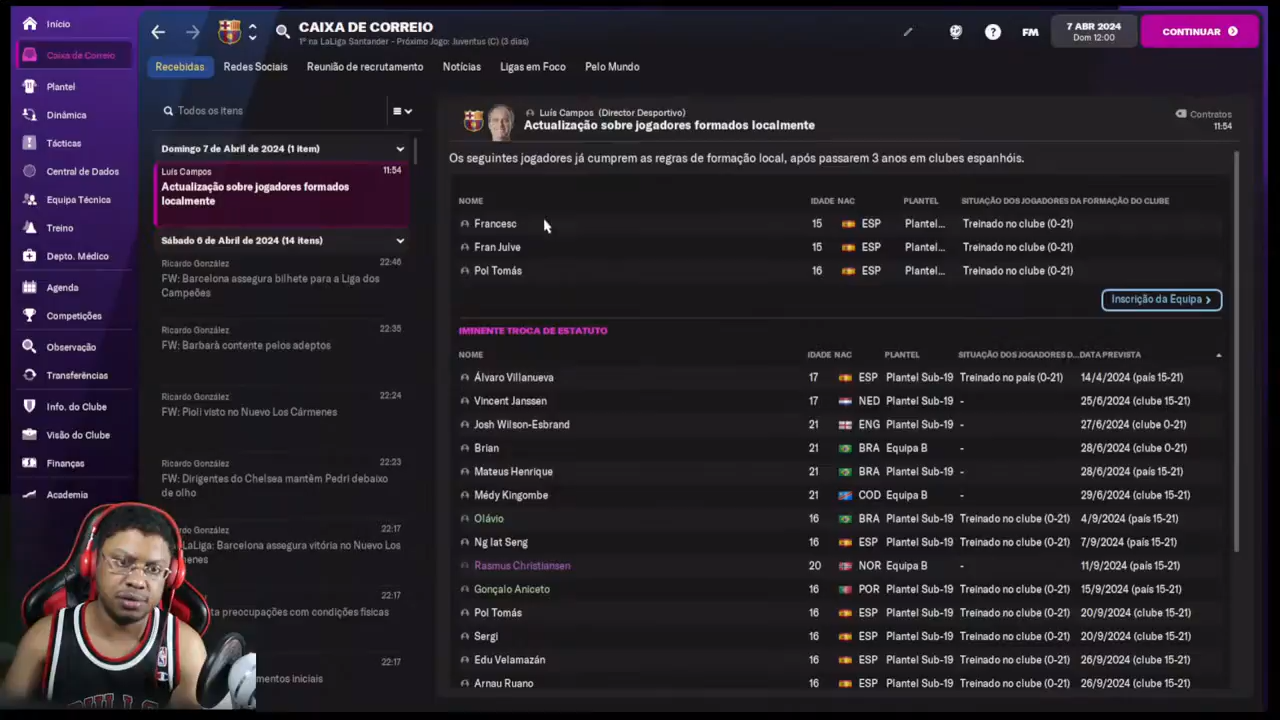 Início
Caixa de Correio
Plantel
Dinâmica
Tácticas
Central de Dados
Equipa Técnica
Treino
Depto. Médico
Agenda
Competições
Observação
Transferências
Info. do Clube
Visão do Clube
Finanças
Academia
CAIXA DE CORREIO
1º na LaLiga Santander - Próximo Jogo: Juventus (C) (3 dias)
FM
7 ABR 2024
Dom 12:00
CONTINUAR
Recebidas Redes Sociais Reunião de recrutamento Notícias Ligas em Foco Pelo Mundo
Todos os itens
Domingo 7 de Abril de 2024 (1 item)
Luís Campos 11:54
Actualização sobre jogadores formados
localmente
Sábado 6 de Abril de 2024 (14 itens)
Ricardo González 22:46
FW: Barcelona assegura bilhete para a Liga dos
Campeões
Ricardo González 22:35
FW: Barbarà contente pelos adeptos
Ricardo González 22:24
FW: Pioli visto no Nuevo Los Cármenes
Ricardo González 22:23
FW: Dirigentes do Chelsea mantêm Pedri debaixo
de olho
Ricardo González 22:17
LaLiga: Barcelona assegura vitória no Nuevo Los
22:17
preocupações com condições físicas
22:17
iniciais
Luís Campos (Director Desportivo)
Actualização sobre jogadores formados localmente
Contratos
11:54
Os seguintes jogadores já cumprem as regras de formação local, após passarem 3 anos em clubes espanhóis.
NOME IDADE NAC PLANTEL SITUAÇÃO DOS JOGADORES DA FORMAÇÃO DO CLUBE
Francesc 15 ESP Plantel... Treinado no clube (0-21)
Fran Julve 15 ESP Plantel... Treinado no clube (0-21)
Pol Tomás 16 ESP Plantel... Treinado no clube (0-21)
Inscrição da Equipa
IMINENTE TROCA DE ESTATUTO
NOME IDADE NAC PLANTEL SITUAÇÃO DOS JOGADORES D... DATA PREVISTA
Álvaro Villanueva 17 ESP Plantel Sub-19 Treinado no país (0-21) 14/4/2024 (país 15-21)
Vincent Janssen 17 NED Plantel Sub-19 - 25/6/2024 (clube 15-21)
Josh Wilson-Esbrand 21 ENG Plantel Sub-19 - 27/6/2024 (clube 0-21)
Brian 21 BRA Equipa B - 28/6/2024 (clube 0-21)
Mateus Henrique 21 BRA Plantel Sub-19 - 28/6/2024 (país 15-21)
Médy Kingombe 21 COD Equipa B - 29/6/2024 (clube 15-21)
Olávio 16 BRA Plantel Sub-19 Treinado no clube (0-21) 4/9/2024 (país 15-21)
Ng Iat Seng 16 ESP Plantel Sub-19 Treinado no clube (0-21) 7/9/2024 (país 15-21)
Rasmus Christiansen 20 NOR Equipa B - 11/9/2024 (país 15-21)
Gonçalo Aniceto 16 POR Plantel Sub-19 Treinado no clube (0-21) 15/9/2024 (país 15-21)
Pol Tomás 16 ESP Plantel Sub-19 Treinado no clube (0-21) 20/9/2024 (clube 15-21)
Sergi 16 ESP Plantel Sub-19 Treinado no clube (0-21) 20/9/2024 (clube 15-21)
Edu Velamazán 16 ESP Plantel Sub-19 Treinado no clube (0-21) 26/9/2024 (clube 15-21)
Arnau Ruano 16 ESP Plantel Sub-19 Treinado no clube (0-21) 26/9/2024 (clube 15-21)